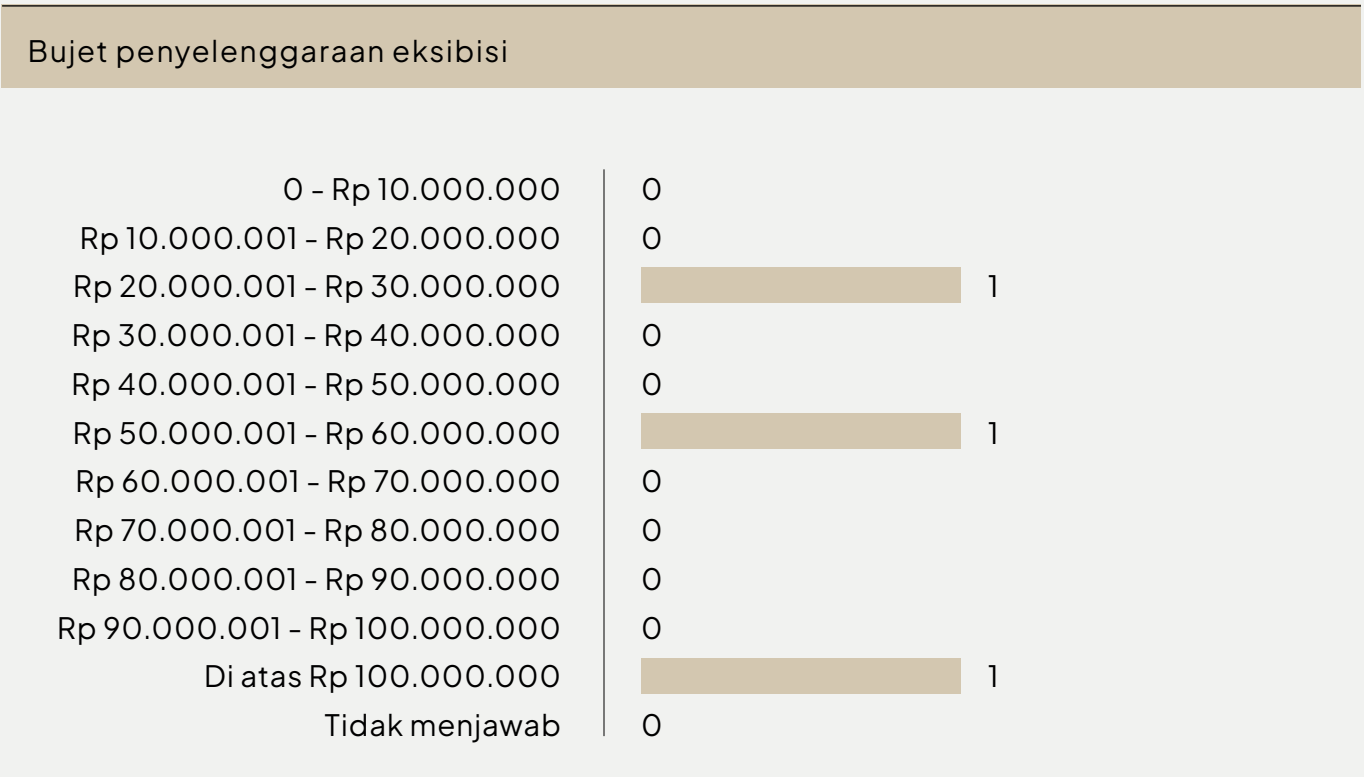 Bujet penyelenggaraan eksibisi
0 - Rp 10.000.000 0
Rp 10.000.001 - Rp 20.000.000 0
Rp 20.000.001 - Rp 30.000.000 1
Rp 30.000.001 - Rp 40.000.000 0
Rp 40.000.001 - Rp 50.000.000 0
Rp 50.000.001 - Rp 60.000.000 1
Rp 60.000.001 - Rp 70.000.000 0
Rp 70.000.001 - Rp 80.000.000 0
Rp 80.000.001 - Rp 90.000.000 0
Rp 90.000.001 - Rp 100.000.000 0
Di atas Rp 100.000.000 1
Tidak menjawab 0